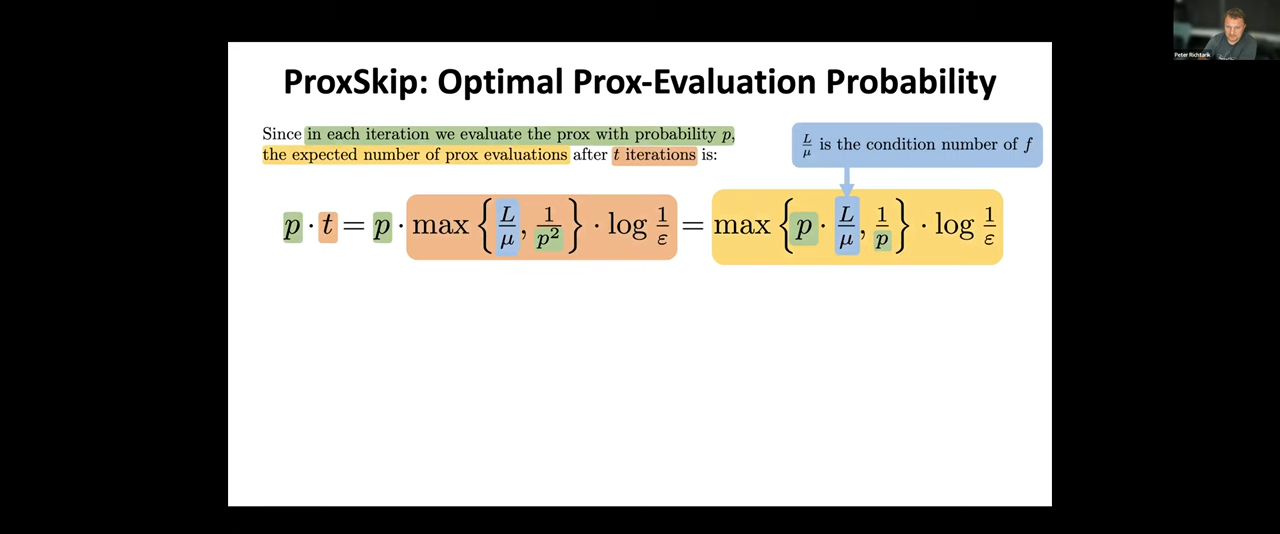 ProxSkip: Optimal Prox-Evaluation Probability
Since in each iteration we evaluate the prox with probability p,
the expected number of prox evaluations after t iterations is:
L/μ is the condition number of f
p · t = p · max { L/μ , 1/p² } · log 1/ε = max { p · L/μ , 1/p } · log 1/ε
Peter Richtarik